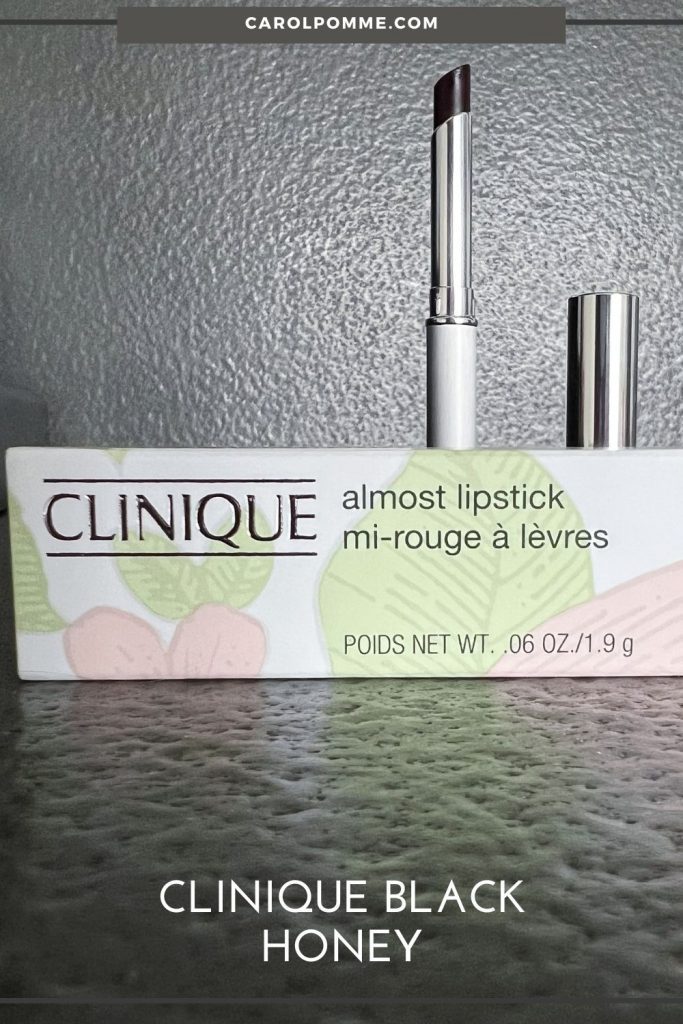 CAROLPOMME.COM
CLINIQUE
almost lipstick
mi-rouge à lèvres
POIDS NET WT. .06 OZ./1.9 g
CLINIQUE BLACK
HONEY